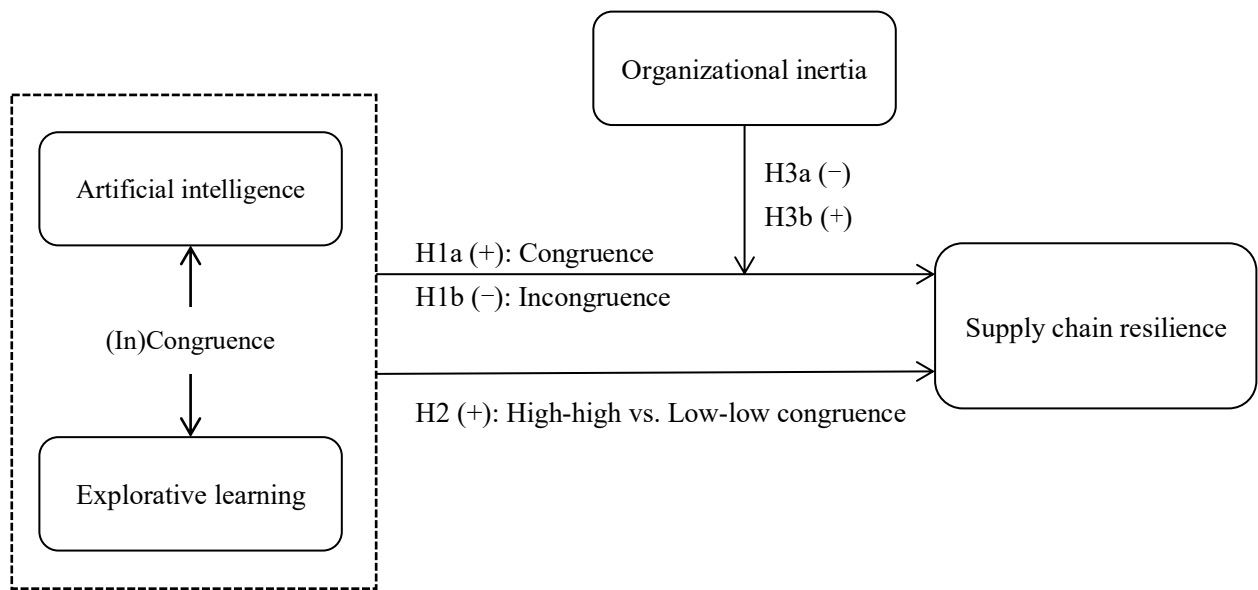 Organizational inertia
Artificial intelligence
H3a (−)
H3b (+)
H1a (+): Congruence
H1b (−): Incongruence
(In)Congruence
Supply chain resilience
H2 (+): High-high vs. Low-low congruence
Explorative learning